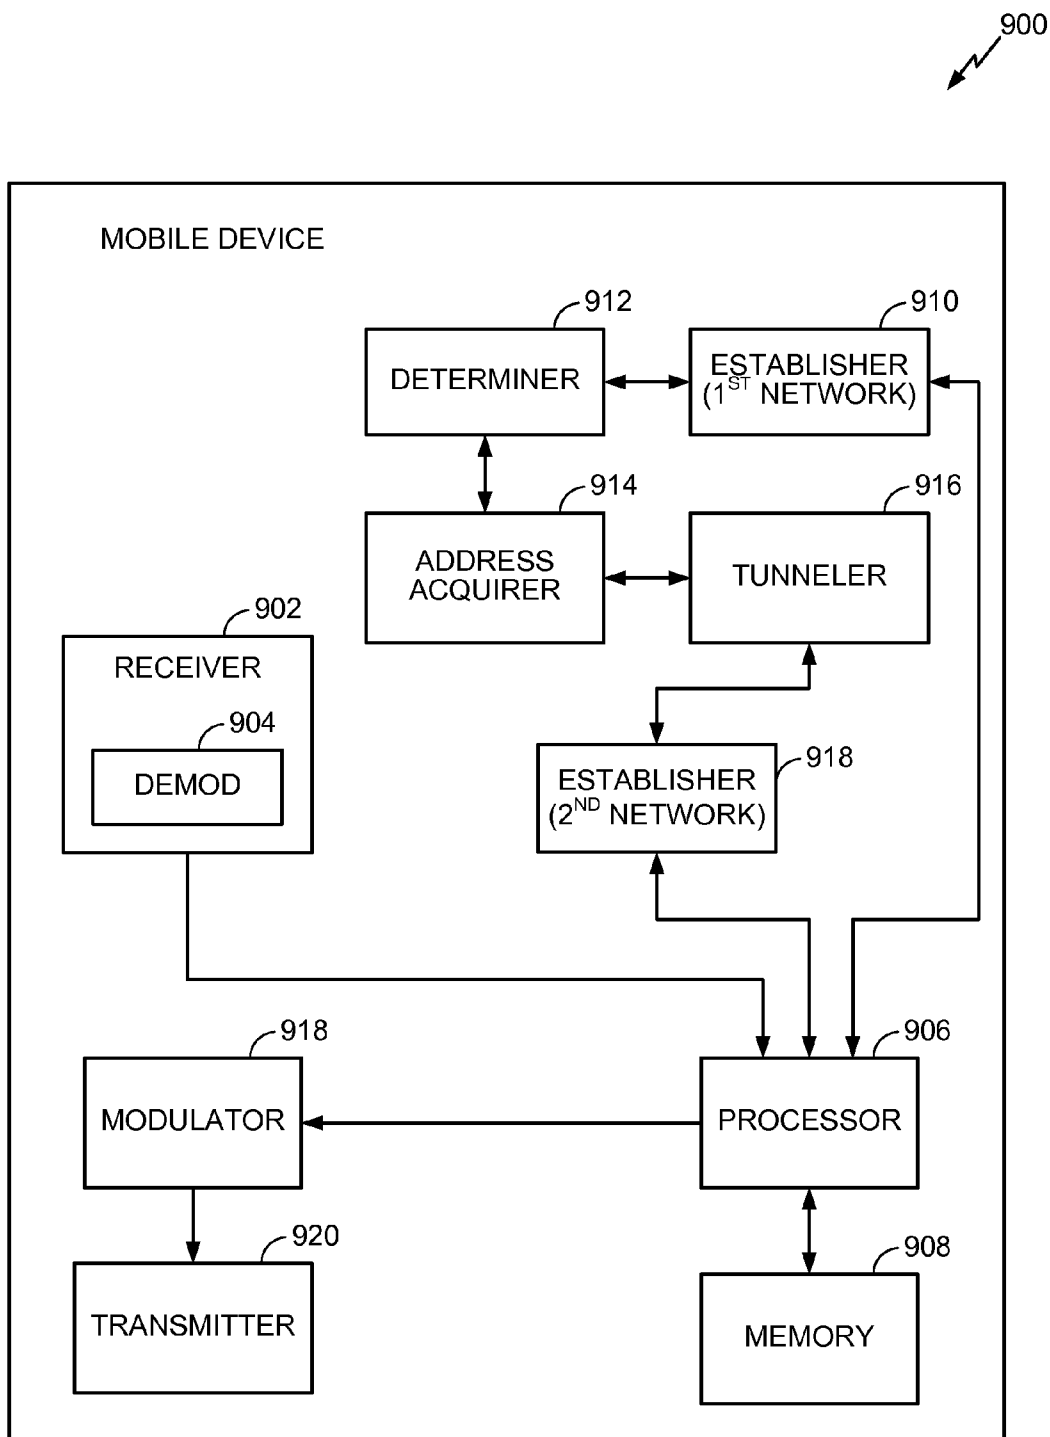 900
MOBILE DEVICE
912
910
DETERMINER
ESTABLISHER
(1ST NETWORK)
914
916
ADDRESS
ACQUIRER
TUNNELER
902
RECEIVER
904
DEMOD
918
ESTABLISHER
(2ND NETWORK)
918
906
MODULATOR
PROCESSOR
920
908
TRANSMITTER
MEMORY